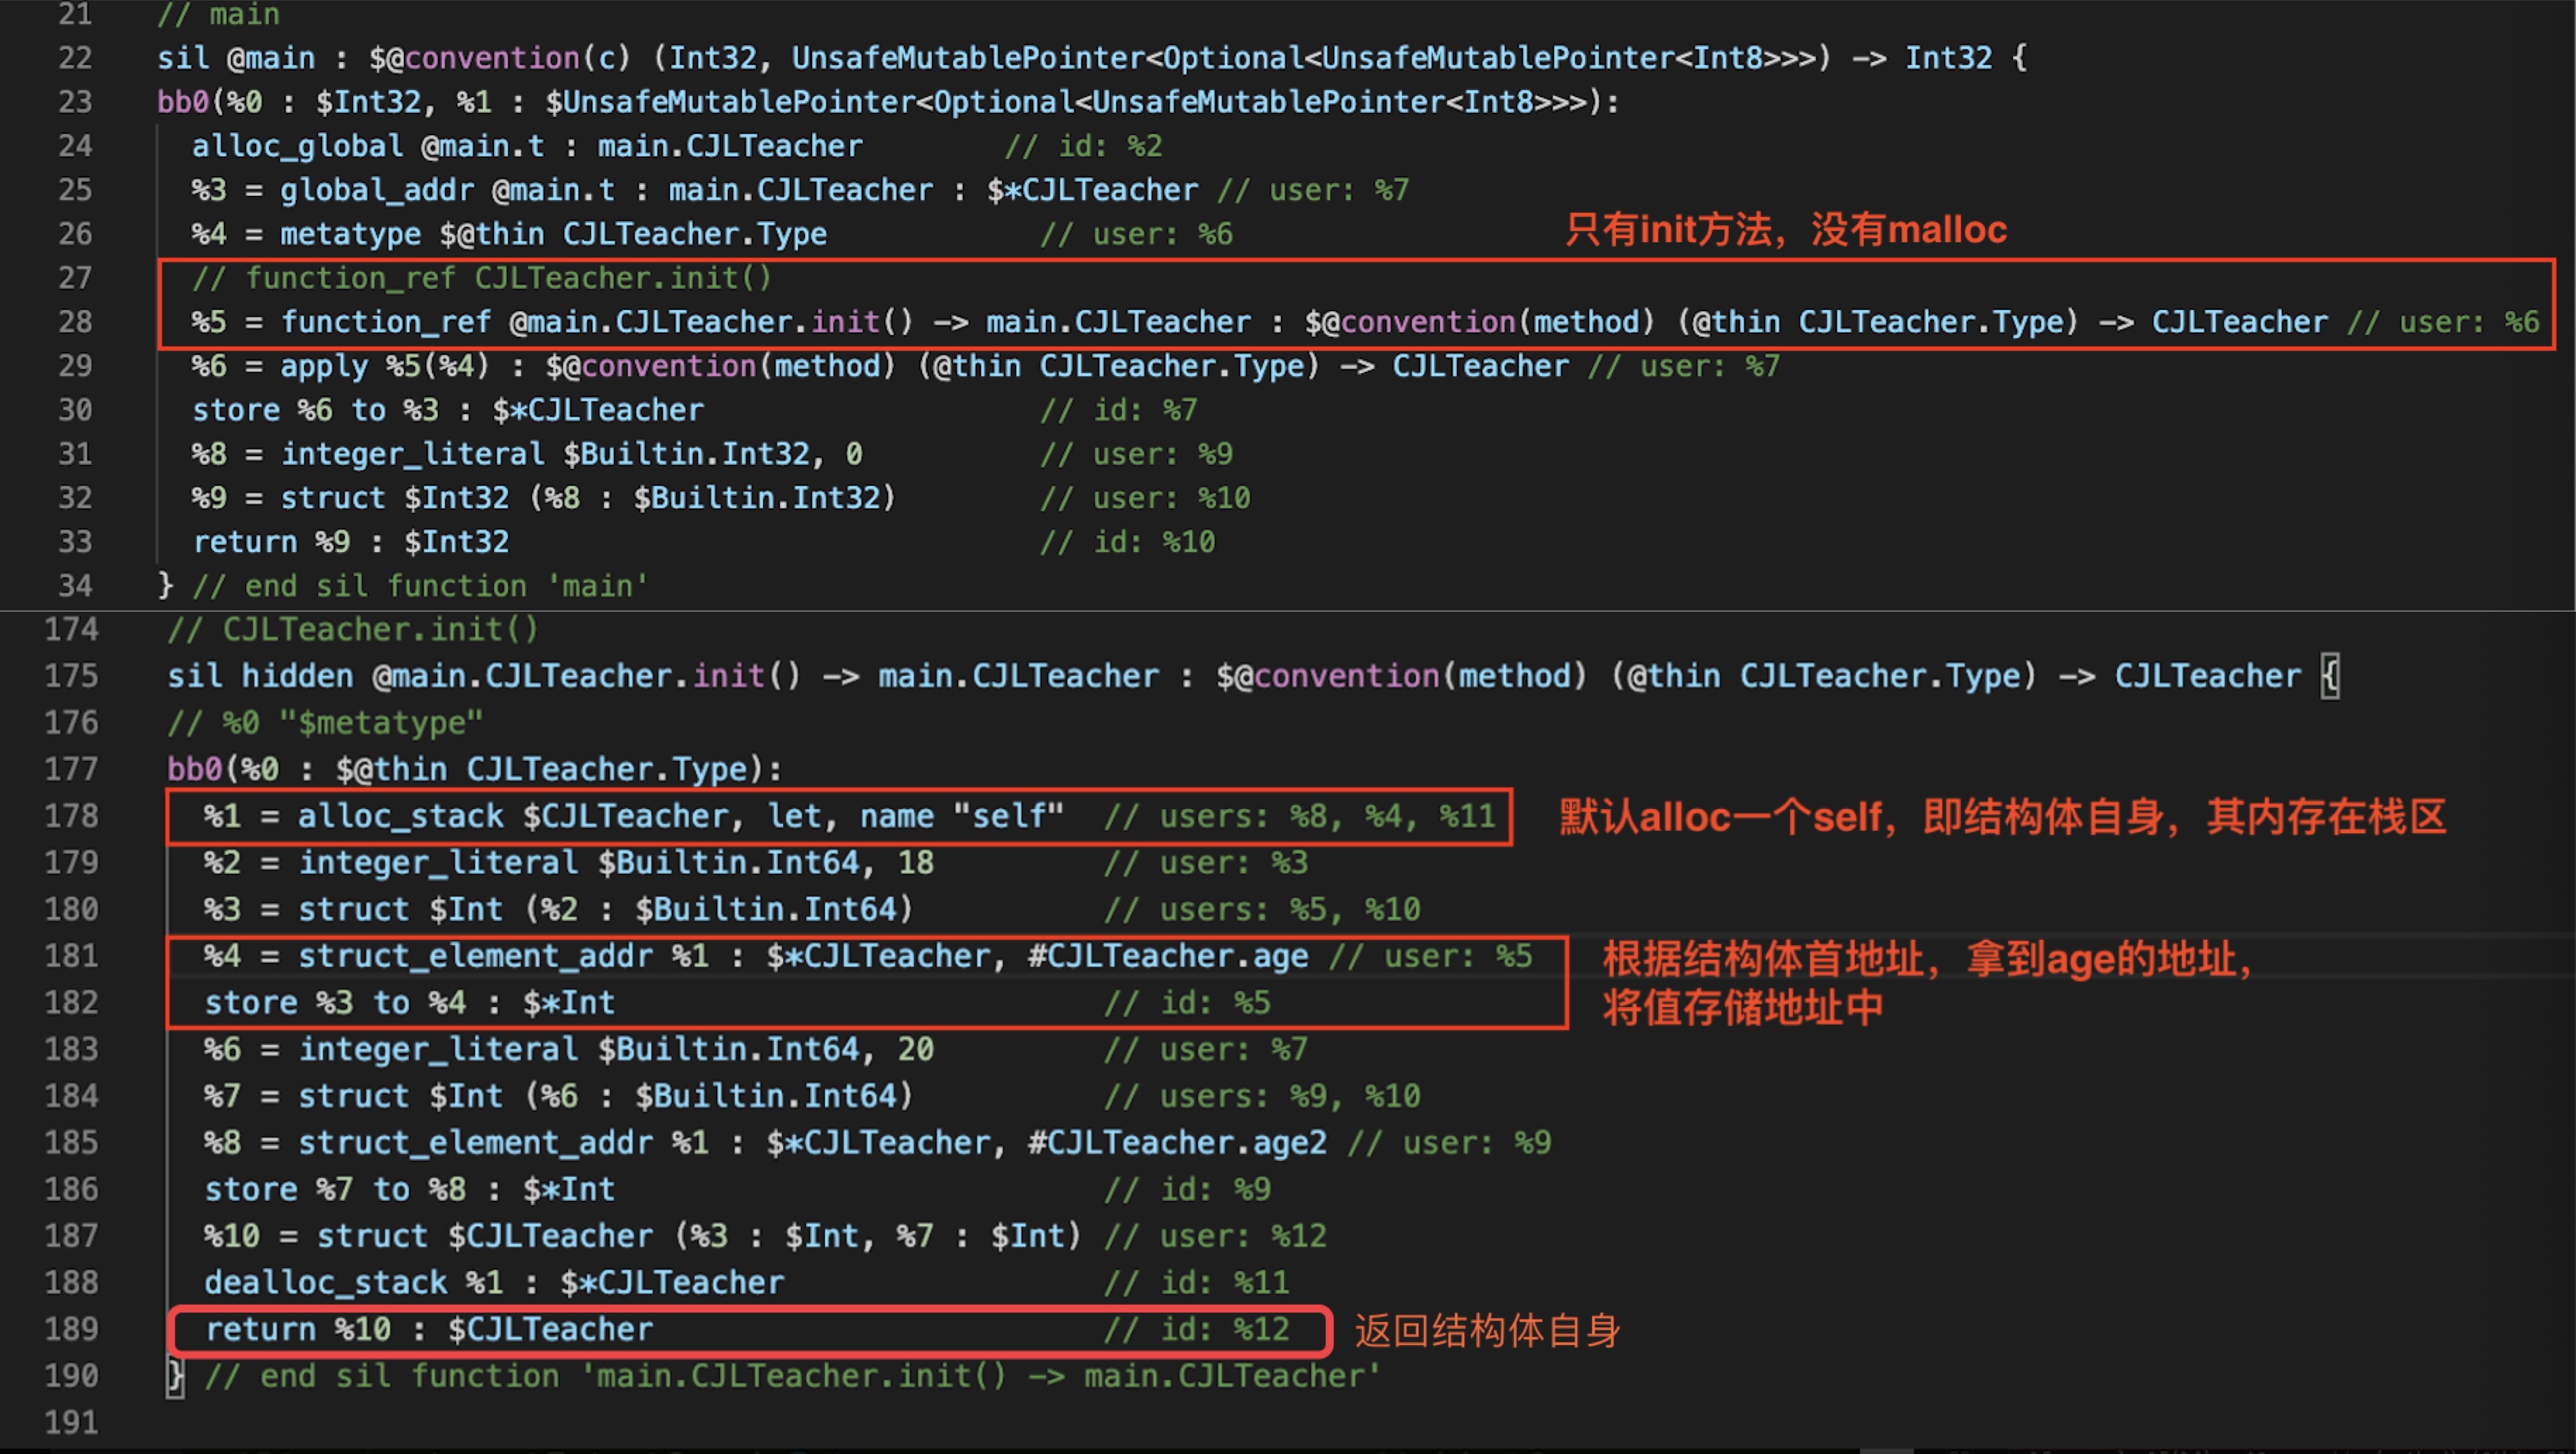 21 // main
22 sil @main : $@convention(c) (Int32, UnsafeMutablePointer<Optional<UnsafeMutablePointer<Int8>>>) -> Int32 {
23 bb0(%0 : $Int32, %1 : $UnsafeMutablePointer<Optional<UnsafeMutablePointer<Int8>>>):
24 alloc_global @main.t : main.CJLTeacher // id: %2
25 %3 = global_addr @main.t : main.CJLTeacher : $*CJLTeacher // user: %7
26 %4 = metatype $@thin CJLTeacher.Type // user: %6
只有init方法，没有malloc
27 // function_ref CJLTeacher.init()
28 %5 = function_ref @main.CJLTeacher.init() -> main.CJLTeacher : $@convention(method) (@thin CJLTeacher.Type) -> CJLTeacher // user: %6
29 %6 = apply %5(%4) : $@convention(method) (@thin CJLTeacher.Type) -> CJLTeacher // user: %7
30 store %6 to %3 : $*CJLTeacher // id: %7
31 %8 = integer_literal $Builtin.Int32, 0 // user: %9
32 %9 = struct $Int32 (%8 : $Builtin.Int32) // user: %10
33 return %9 : $Int32 // id: %10
34 } // end sil function 'main'
174 // CJLTeacher.init()
175 sil hidden @main.CJLTeacher.init() -> main.CJLTeacher : $@convention(method) (@thin CJLTeacher.Type) -> CJLTeacher {
176 // %0 "$metatype"
177 bb0(%0 : $@thin CJLTeacher.Type):
178 %1 = alloc_stack $CJLTeacher, let, name "self" // users: %8, %4, %11 默认alloc一个self，即结构体自身，其内存在栈区
179 %2 = integer_literal $Builtin.Int64, 18 // user: %3
180 %3 = struct $Int (%2 : $Builtin.Int64) // users: %5, %10
181 %4 = struct_element_addr %1 : $*CJLTeacher, #CJLTeacher.age // user: %5 根据结构体首地址，拿到age的地址，
182 store %3 to %4 : $*Int // id: %5 将值存储地址中
183 %6 = integer_literal $Builtin.Int64, 20 // user: %7
184 %7 = struct $Int (%6 : $Builtin.Int64) // users: %9, %10
185 %8 = struct_element_addr %1 : $*CJLTeacher, #CJLTeacher.age2 // user: %9
186 store %7 to %8 : $*Int // id: %9
187 %10 = struct $CJLTeacher (%3 : $Int, %7 : $Int) // user: %12
188 dealloc_stack %1 : $*CJLTeacher // id: %11
189 return %10 : $CJLTeacher // id: %12 返回结构体自身
190 } // end sil function 'main.CJLTeacher.init() -> main.CJLTeacher'
191